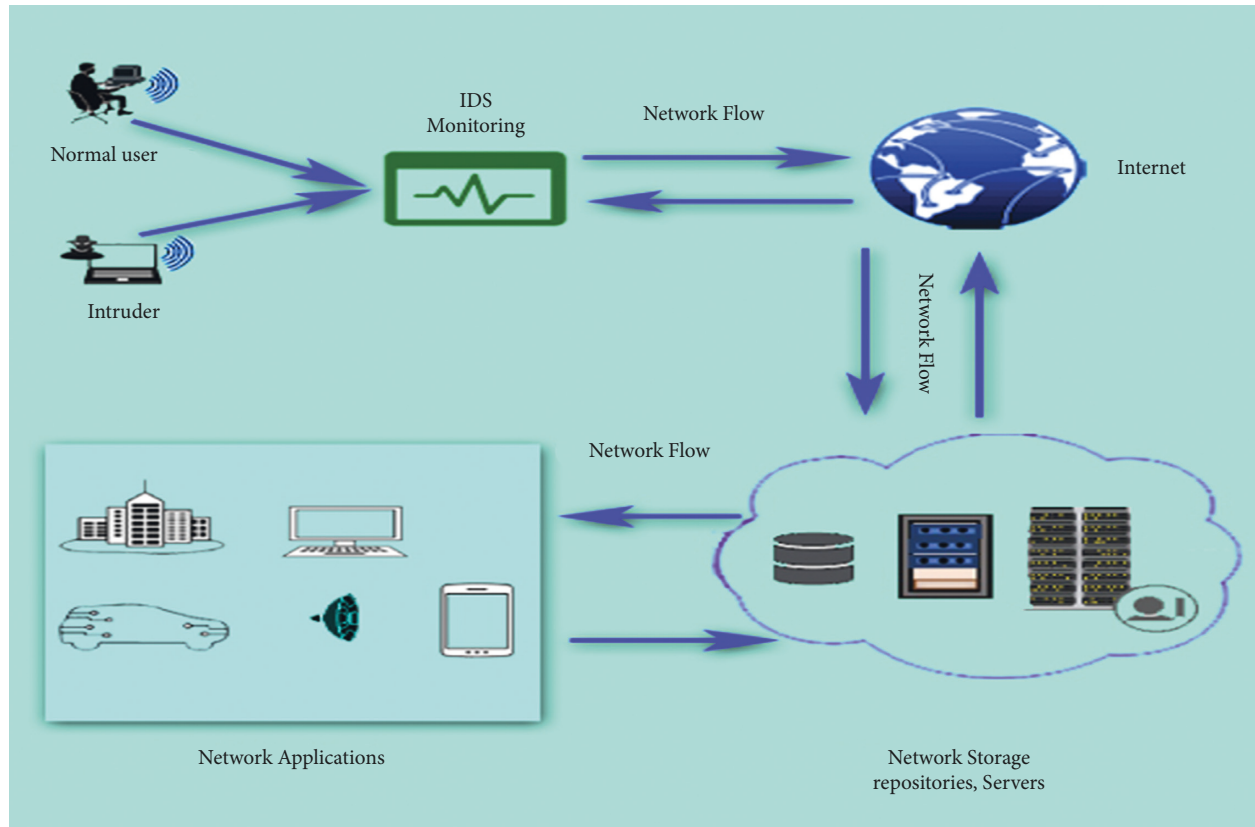 Normal user
Intruder
IDS
Monitoring
Network Flow
Internet
Network Flow
Network Flow
Network Applications
Network Storage
repositories, Servers